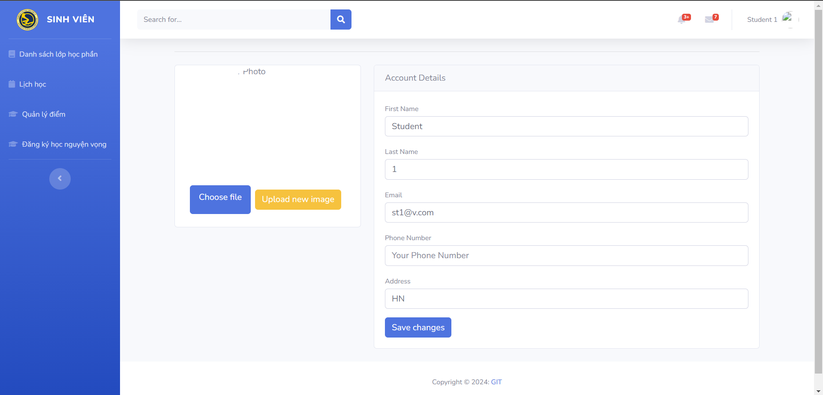 SINH VIÊN
Search for...
3+
7
Student 1
Danh sách lớp học phần
Lịch học
Quản lý điểm
Đăng ký học nguyện vọng
Photo
Choose file
Upload new image
Account Details
First Name
Student
Last Name
1
Email
st1@v.com
Phone Number
Your Phone Number
Address
HN
Save changes
Copyright © 2024: GIT